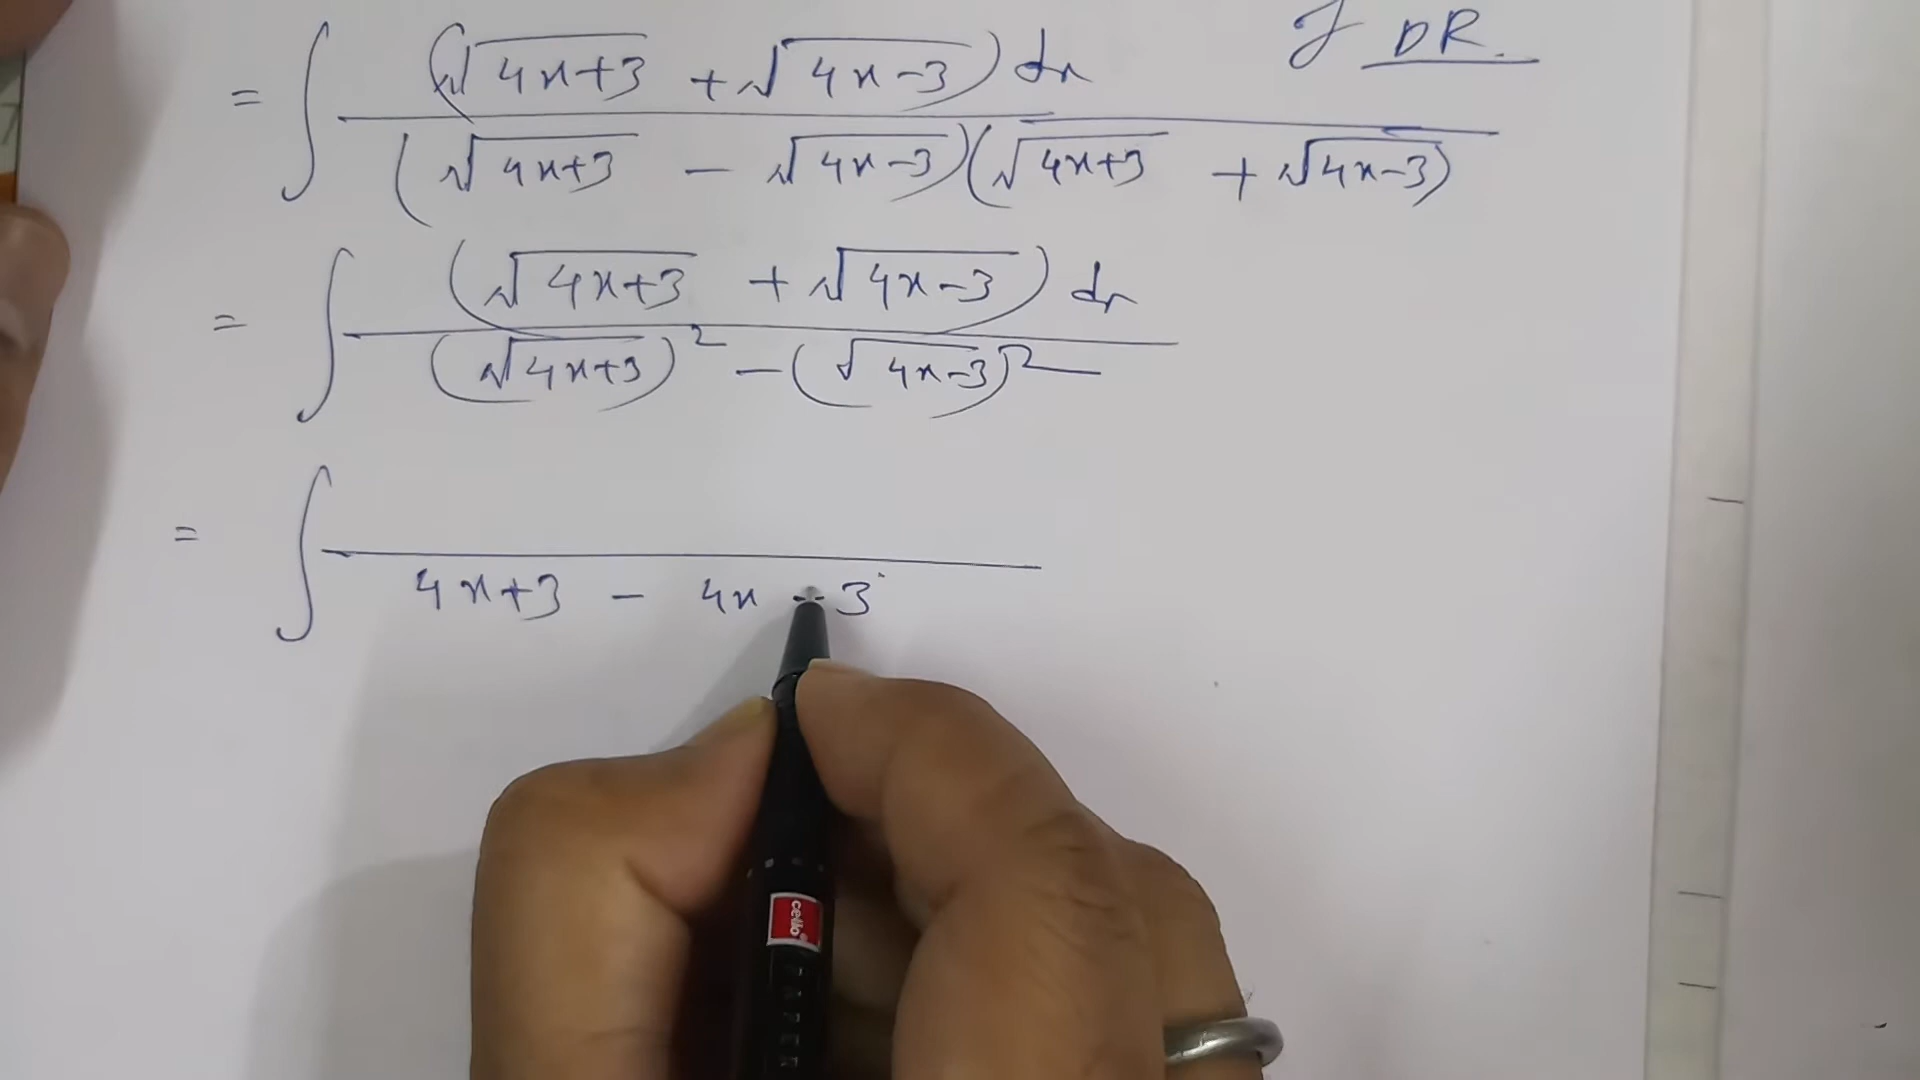 = ∫ (√(4x+3) + √(4x-3)) dx / (√(4x+3) - √(4x-3))(√(4x+3) + √(4x-3)) } DR.
= ∫ (√(4x+3) + √(4x-3)) dx / (√(4x+3))² - (√(4x-3))²
= ∫ / 4x+3 - 4x + 3
cello